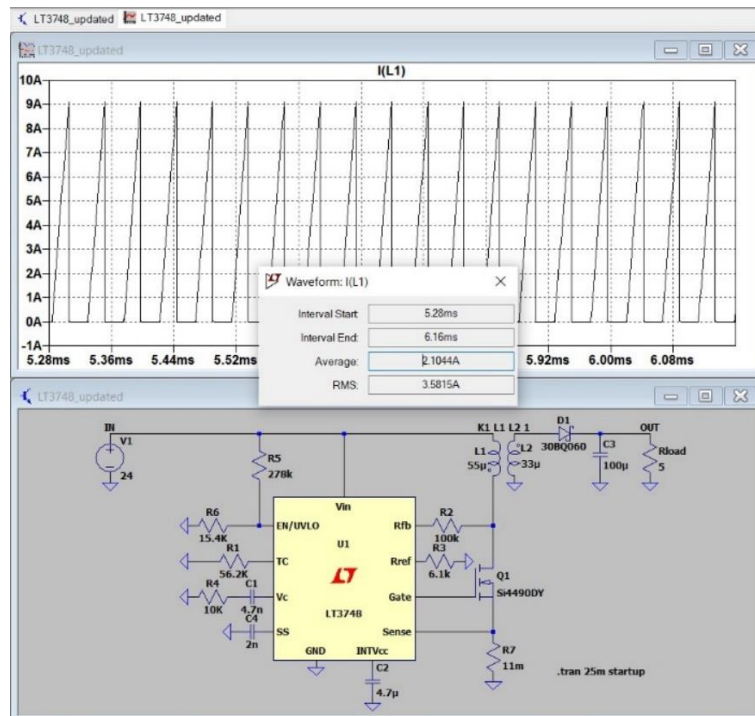 LT3748_updated LT3748_updated
LT3748_updated
I(L1)
10A
9A
8A
7A
6A
5A
4A
3A
2A
1A
0A
-1A
5.28ms 5.36ms 5.44ms 5.52ms 5.92ms 6.00ms 6.08ms
Waveform: I(L1)
Interval Start: 5.28ms
Interval End: 6.16ms
Average: 2.1044A
RMS: 3.5815A
LT3748_updated
IN
V1
24
R5
278k
K1 L1 L2 1
L1
55µ
L2
33µ
D1
30BQ060
OUT
C3
100µ
Rload
5
R6
15.4K
R1
56.2K
R4
10K
C1
4.7n
C4
2n
Vin
EN/UVLO
Rfb
U1
TC
Rref
Vc
Gate
LT3748
SS
Sense
GND
INTVcc
R2
100k
R3
6.1k
Q1
Si4490DY
R7
11m
C2
4.7µ
.tran 25m startup